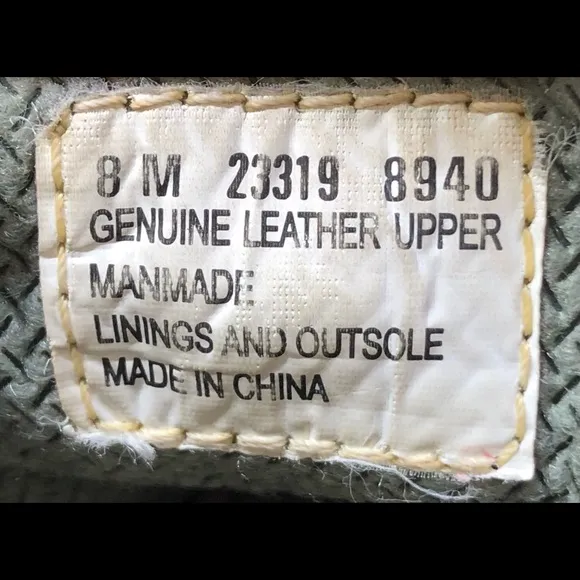 8 M 23319 8940
GENUINE LEATHER UPPER
MANMADE
LININGS AND OUTSOLE
MADE IN CHINA